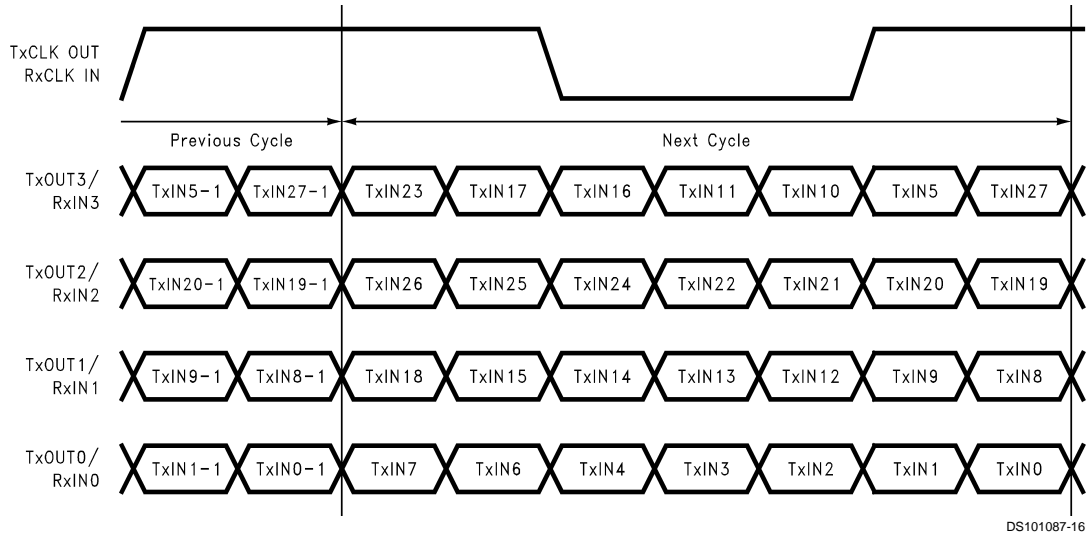 TxCLK OUT
RxCLK IN
Previous Cycle
Next Cycle
TxOUT3/
RxIN3
TxIN5-1 TxIN27-1 TxIN23 TxIN17 TxIN16 TxIN11 TxIN10 TxIN5 TxIN27
TxOUT2/
RxIN2
TxIN20-1 TxIN19-1 TxIN26 TxIN25 TxIN24 TxIN22 TxIN21 TxIN20 TxIN19
TxOUT1/
RxIN1
TxIN9-1 TxIN8-1 TxIN18 TxIN15 TxIN14 TxIN13 TxIN12 TxIN9 TxIN8
TxOUT0/
RxIN0
TxIN1-1 TxIN0-1 TxIN7 TxIN6 TxIN4 TxIN3 TxIN2 TxIN1 TxIN0
DS101087-16